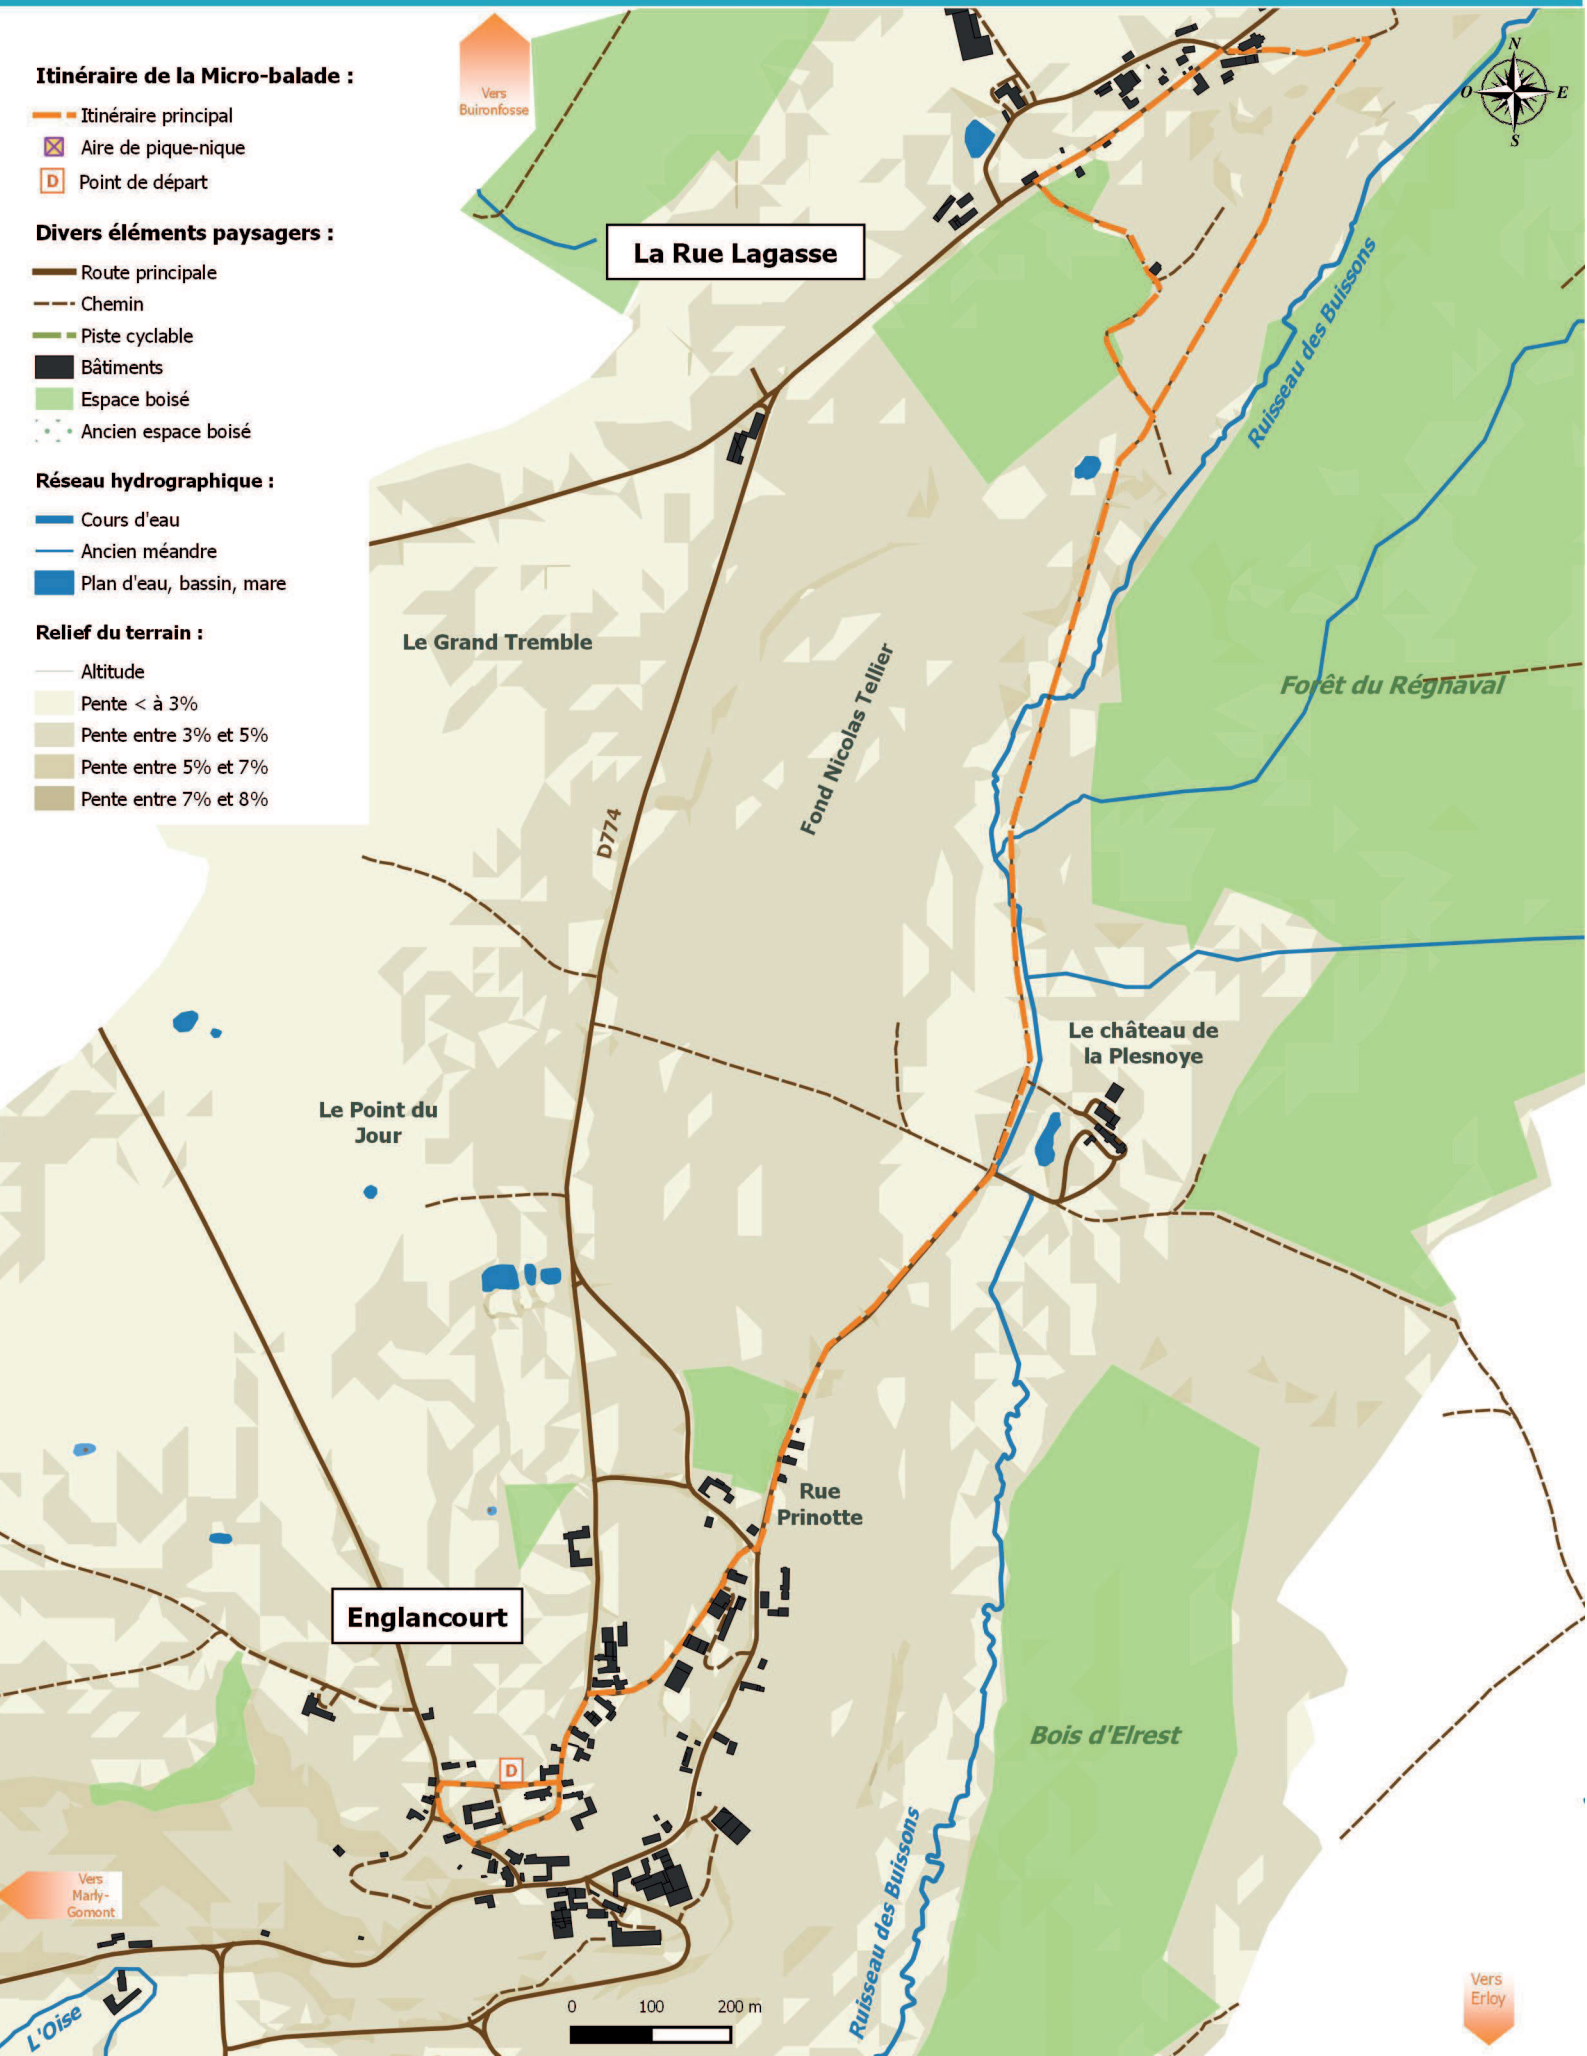 Itinéraire de la Micro-balade :
Itinéraire principal
Aire de pique-nique
D
Point de départ
Divers éléments paysagers :
Route principale
Chemin
Piste cyclable
Bâtiments
Espace boisé
Ancien espace boisé
Réseau hydrographique :
Cours d'eau
Ancien méandre
Plan d'eau, bassin, mare
Relief du terrain :
Altitude
Pente < à 3%
Pente entre 3% et 5%
Pente entre 5% et 7%
Pente entre 7% et 8%
Vers
Buironfosse
N
O
E
S
La Rue Lagasse
Ruisseau des Buissons
Le Grand Tremble
Fond Nicolas Tellier
Forêt du Régnaval
D774
Le château de
la Plesnoye
Le Point du
Jour
Rue
Prinotte
Englancourt
Bois d'Elrest
D
Ruisseau des Buissons
Vers
Marly-
Gomont
L'Oise
0 100 200 m
Vers
Erloy